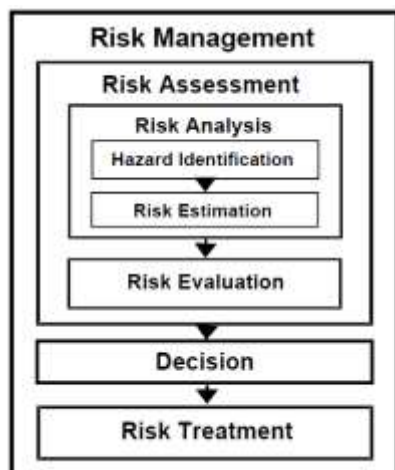 Risk Management
Risk Assessment
Risk Analysis
Hazard Identification
Risk Estimation
Risk Evaluation
Decision
Risk Treatment